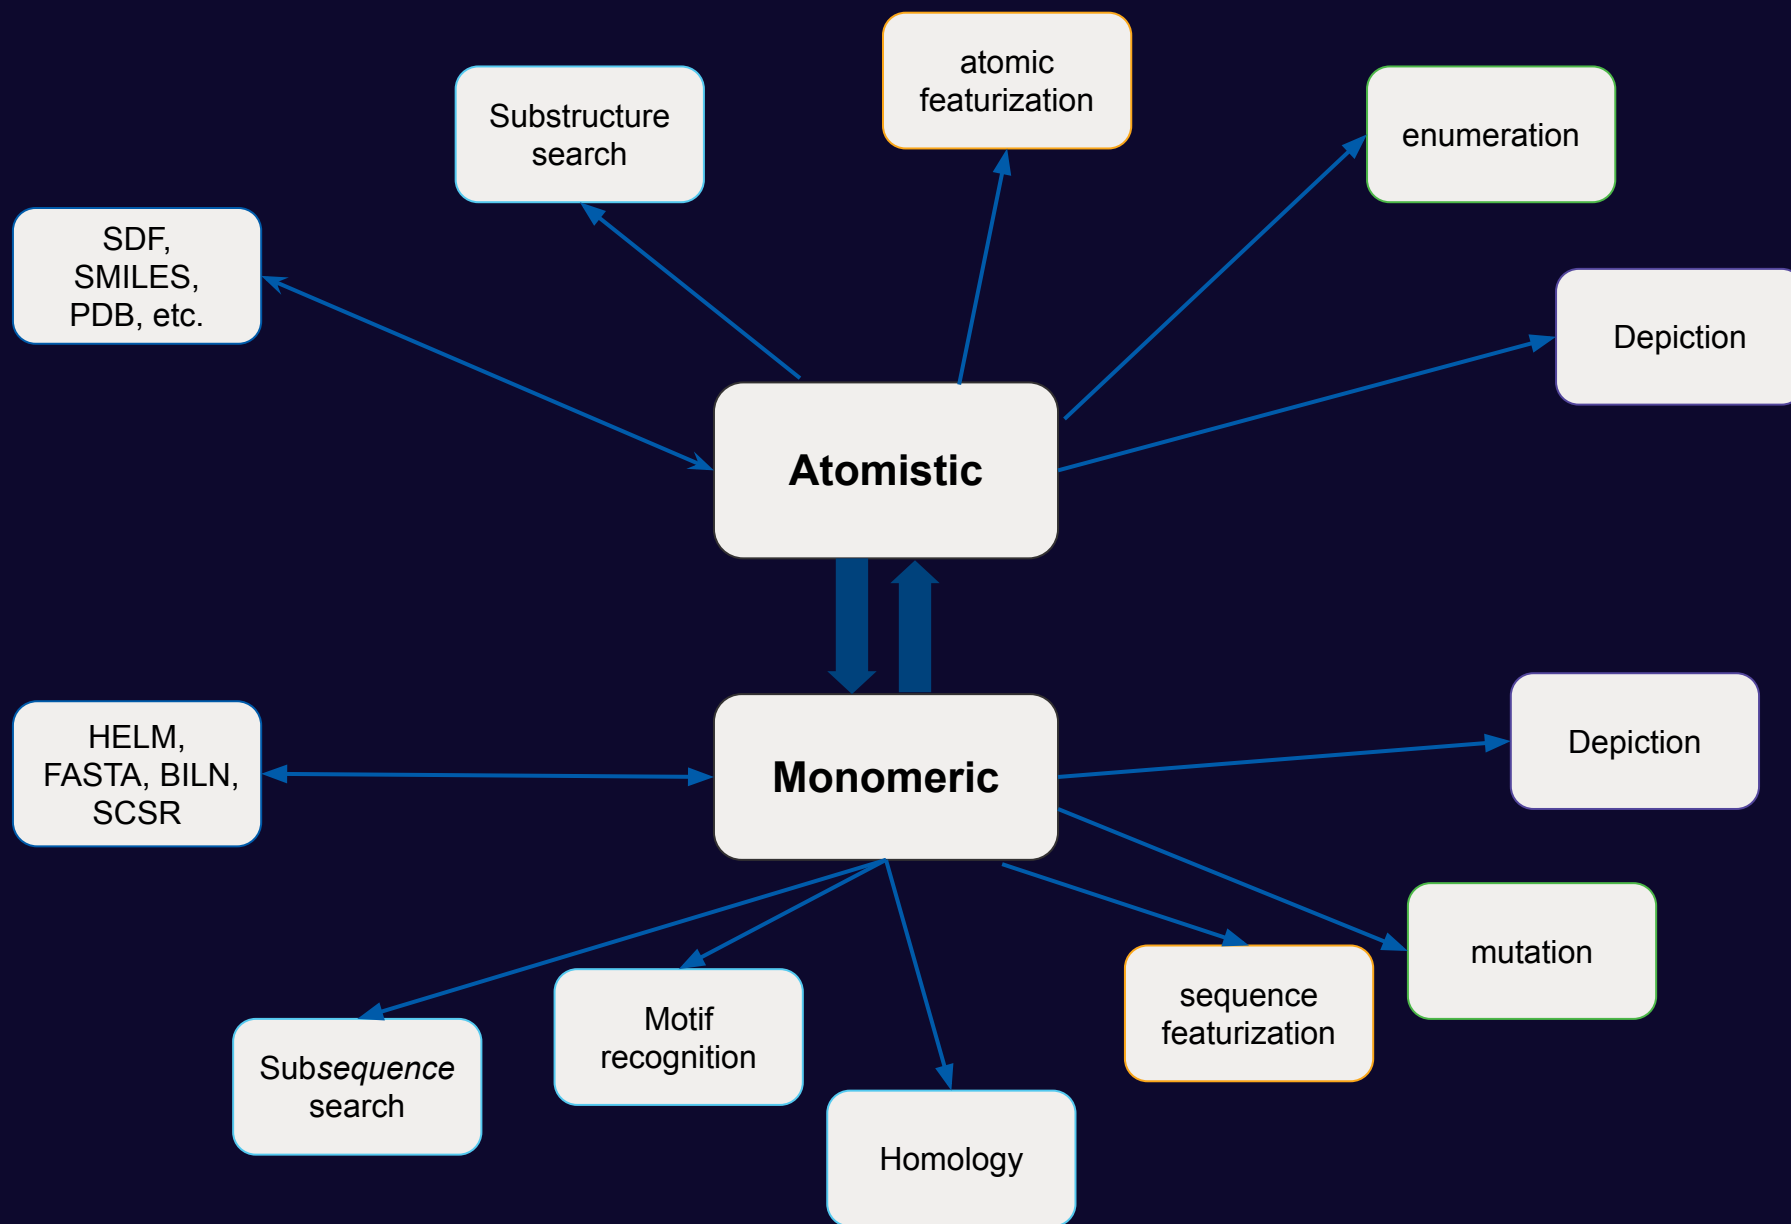 atomic
featurization
Substructure
search
enumeration
SDF,
SMILES,
PDB, etc.
Depiction
Atomistic
HELM,
FASTA, BILN,
SCSR
Monomeric
Depiction
mutation
sequence
featurization
Motif
recognition
Subsequence
search
Homology